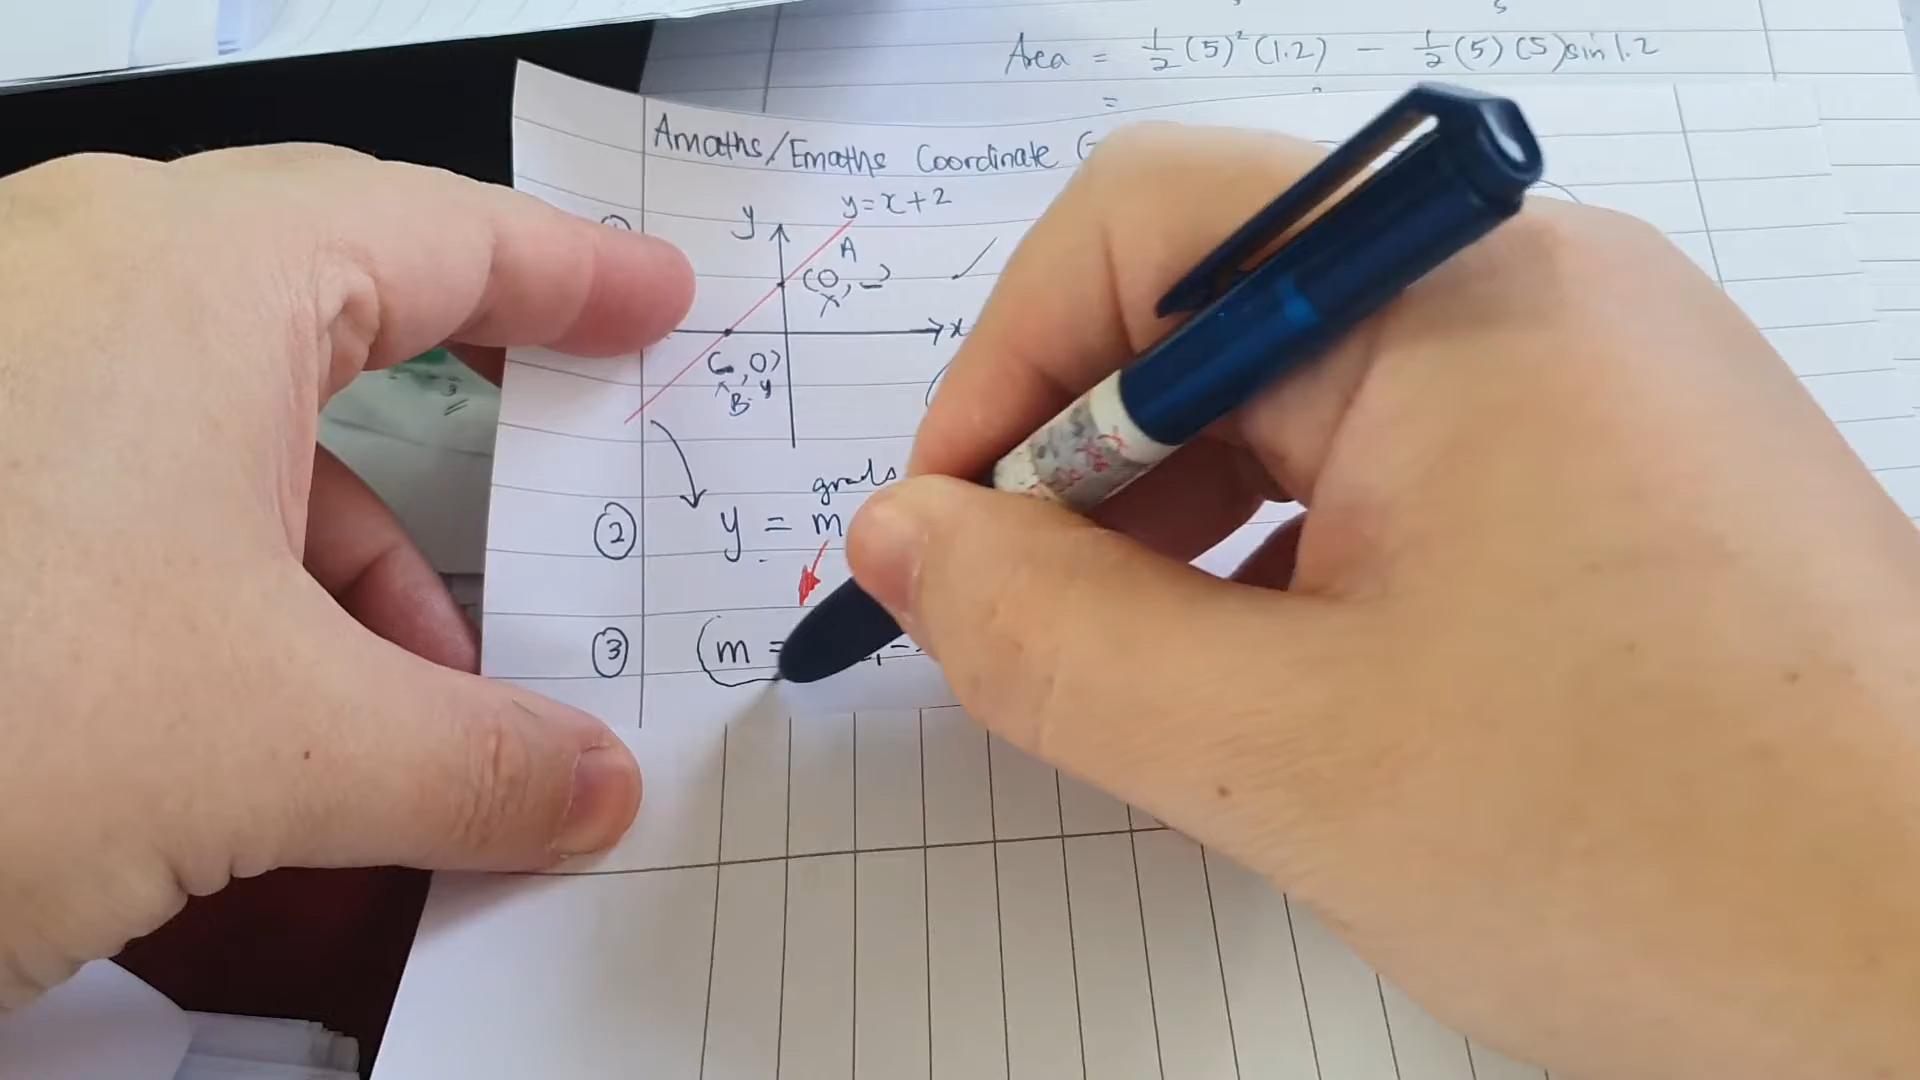 Area = 1/2 (5)² (1.2) - 1/2 (5)(5) sin 1.2
=
Amaths/Emaths Coordinate
y = x + 2
y
A
(0, _)
x
x
(_, 0)
x y
B
② y = m
③ (m =